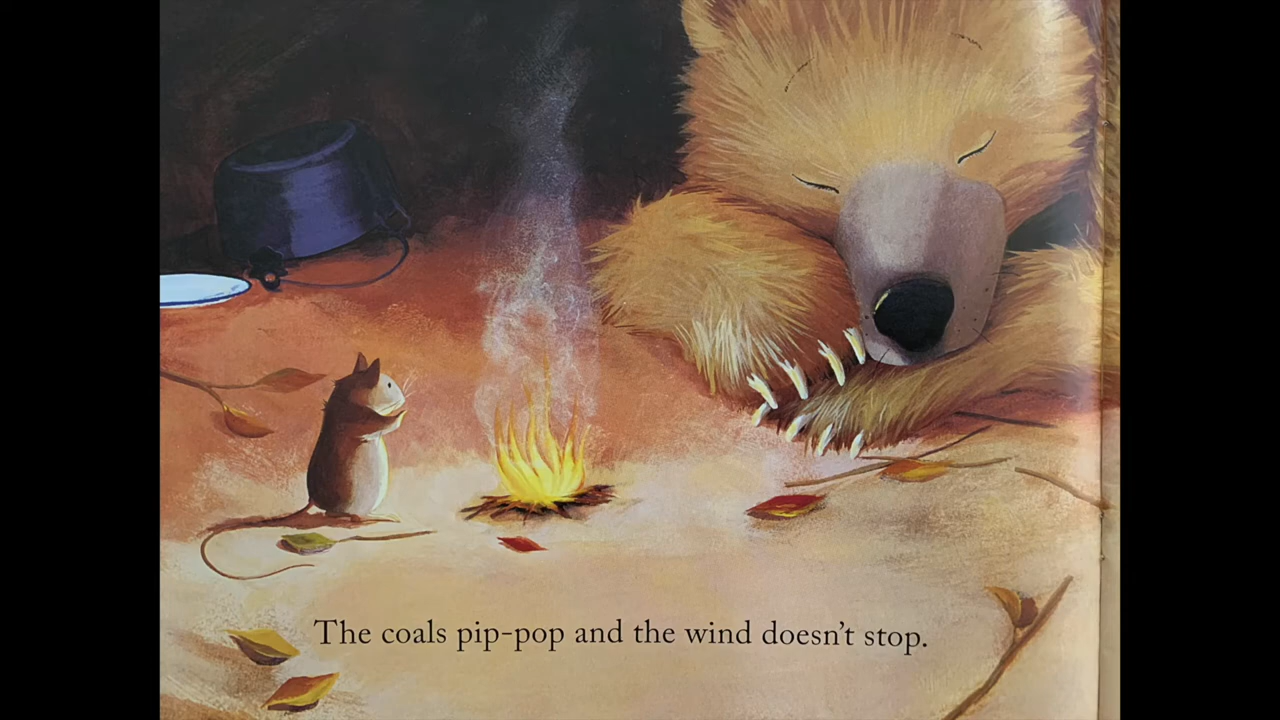 The coals pip-pop and the wind doesn't stop.